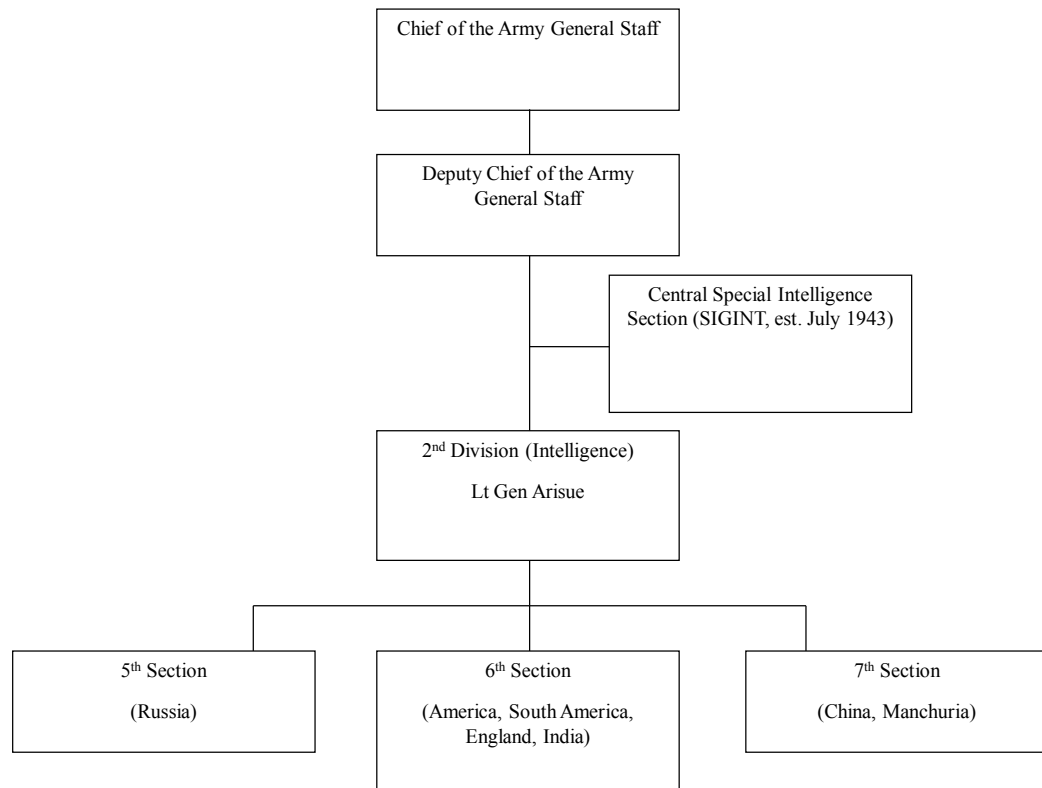 Chief of the Army General Staff
Deputy Chief of the Army
General Staff
Central Special Intelligence
Section (SIGINT, est. July 1943)
2nd Division (Intelligence)
Lt Gen Arisue
5th Section
(Russia)
6th Section
(America, South America,
England, India)
7th Section
(China, Manchuria)